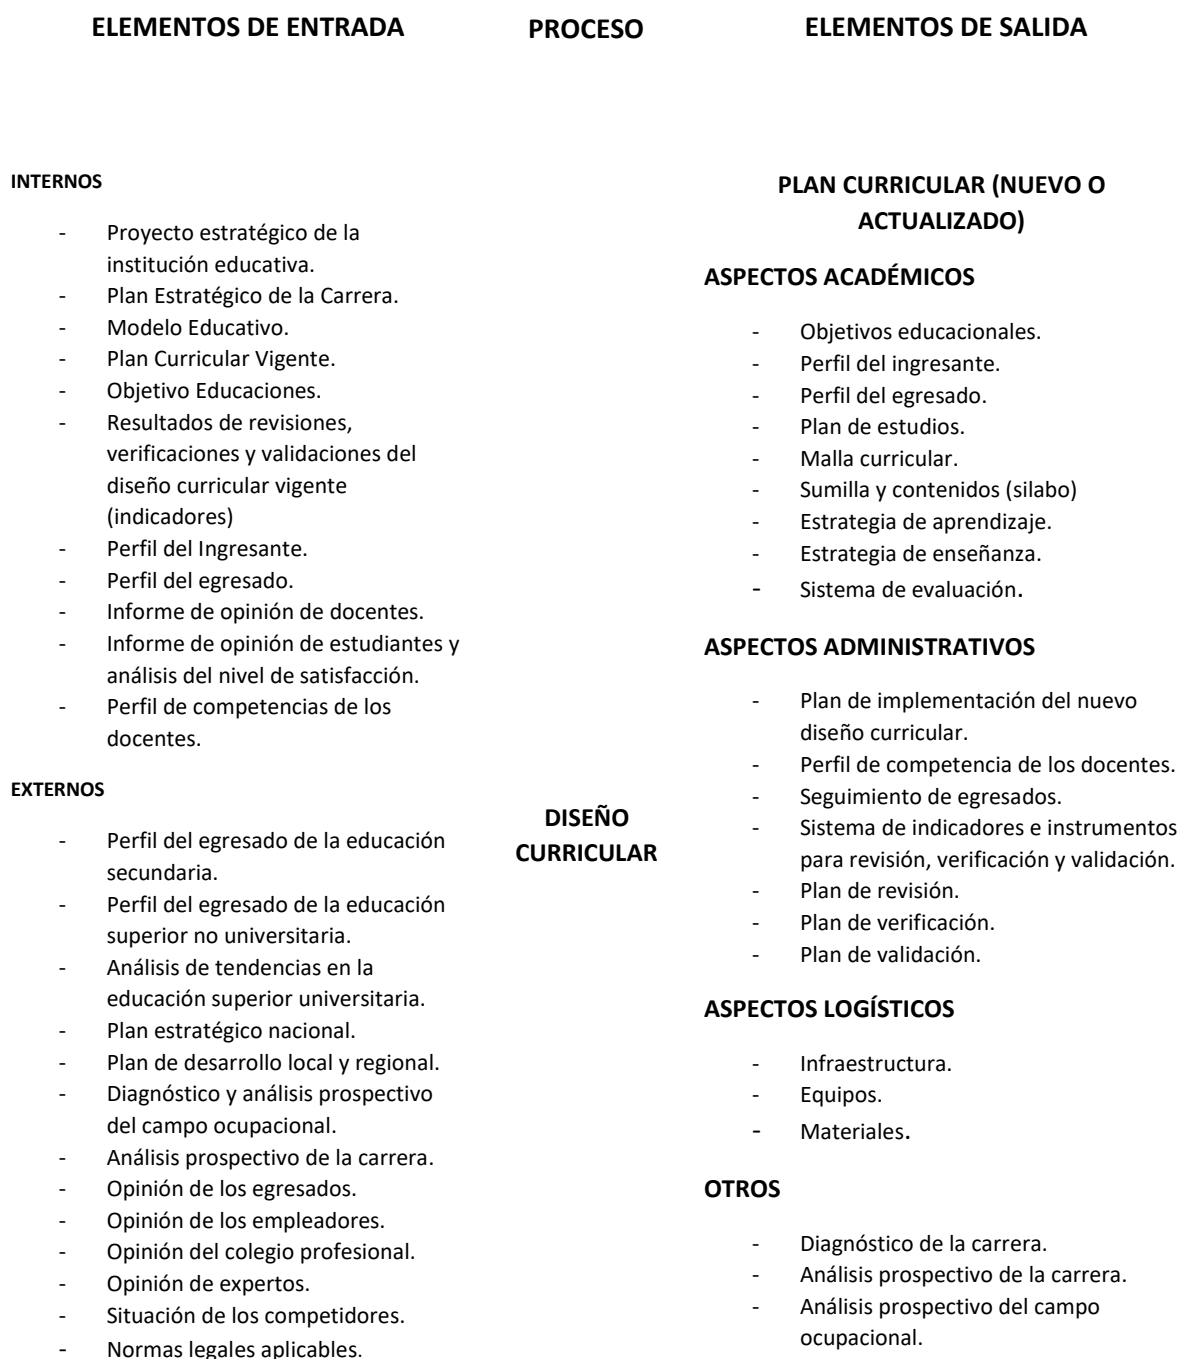 ELEMENTOS DE ENTRADA
PROCESO
ELEMENTOS DE SALIDA
INTERNOS
- Proyecto estratégico de la
institución educativa.
- Plan Estratégico de la Carrera.
- Modelo Educativo.
- Plan Curricular Vigente.
- Objetivo Educaciones.
- Resultados de revisiones,
verificaciones y validaciones del
diseño curricular vigente
(indicadores)
- Perfil del Ingresante.
- Perfil del egresado.
- Informe de opinión de docentes.
- Informe de opinión de estudiantes y
análisis del nivel de satisfacción.
- Perfil de competencias de los
docentes.
EXTERNOS
- Perfil del egresado de la educación
secundaria.
- Perfil del egresado de la educación
superior no universitaria.
- Análisis de tendencias en la
educación superior universitaria.
- Plan estratégico nacional.
- Plan de desarrollo local y regional.
- Diagnóstico y análisis prospectivo
del campo ocupacional.
- Análisis prospectivo de la carrera.
- Opinión de los egresados.
- Opinión de los empleadores.
- Opinión del colegio profesional.
- Opinión de expertos.
- Situación de los competidores.
- Normas legales aplicables.
DISEÑO
CURRICULAR
PLAN CURRICULAR (NUEVO O
ACTUALIZADO)
ASPECTOS ACADÉMICOS
- Objetivos educacionales.
- Perfil del ingresante.
- Perfil del egresado.
- Plan de estudios.
- Malla curricular.
- Sumilla y contenidos (silabo)
- Estrategia de aprendizaje.
- Estrategia de enseñanza.
- Sistema de evaluación.
ASPECTOS ADMINISTRATIVOS
- Plan de implementación del nuevo
diseño curricular.
- Perfil de competencia de los docentes.
- Seguimiento de egresados.
- Sistema de indicadores e instrumentos
para revisión, verificación y validación.
- Plan de revisión.
- Plan de verificación.
- Plan de validación.
ASPECTOS LOGÍSTICOS
- Infraestructura.
- Equipos.
- Materiales.
OTROS
- Diagnóstico de la carrera.
- Análisis prospectivo de la carrera.
- Análisis prospectivo del campo
ocupacional.